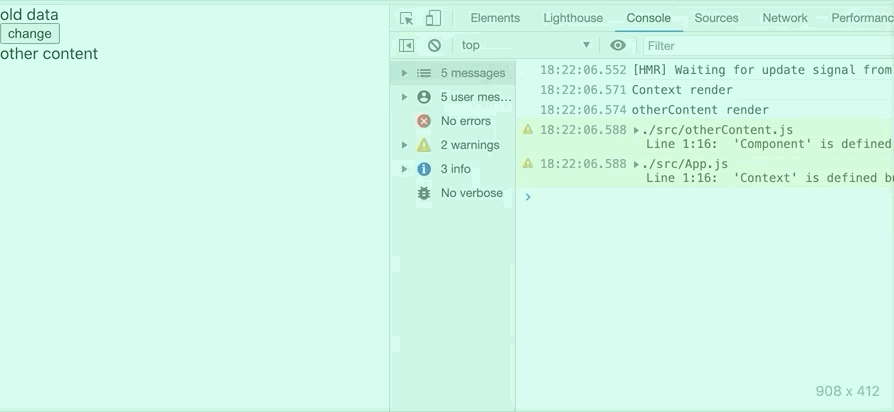 old data
change
other content
Elements Lighthouse Console Sources Network Performanc
top Filter
5 messages
5 user mes...
No errors
2 warnings
3 info
No verbose
18:22:06.552 [HMR] Waiting for update signal from
18:22:06.571 Context render
18:22:06.574 otherContent render
18:22:06.588 ./src/otherContent.js
Line 1:16: 'Component' is defined
18:22:06.588 ./src/App.js
Line 1:16: 'Context' is defined bu
908 x 412